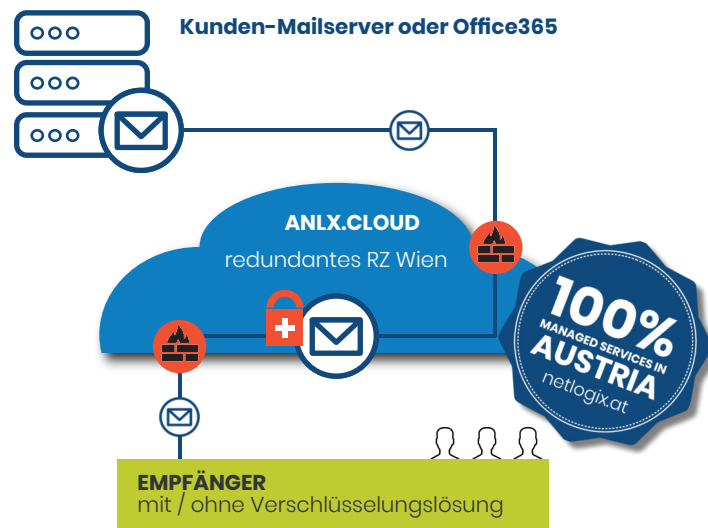 Kunden-Mailserver oder Office365
ANLX.CLOUD
redundantes RZ Wien
100%
MANAGED SERVICES IN
AUSTRIA
netlogix.at
EMPFÄNGER
mit / ohne Verschlüsselungslösung